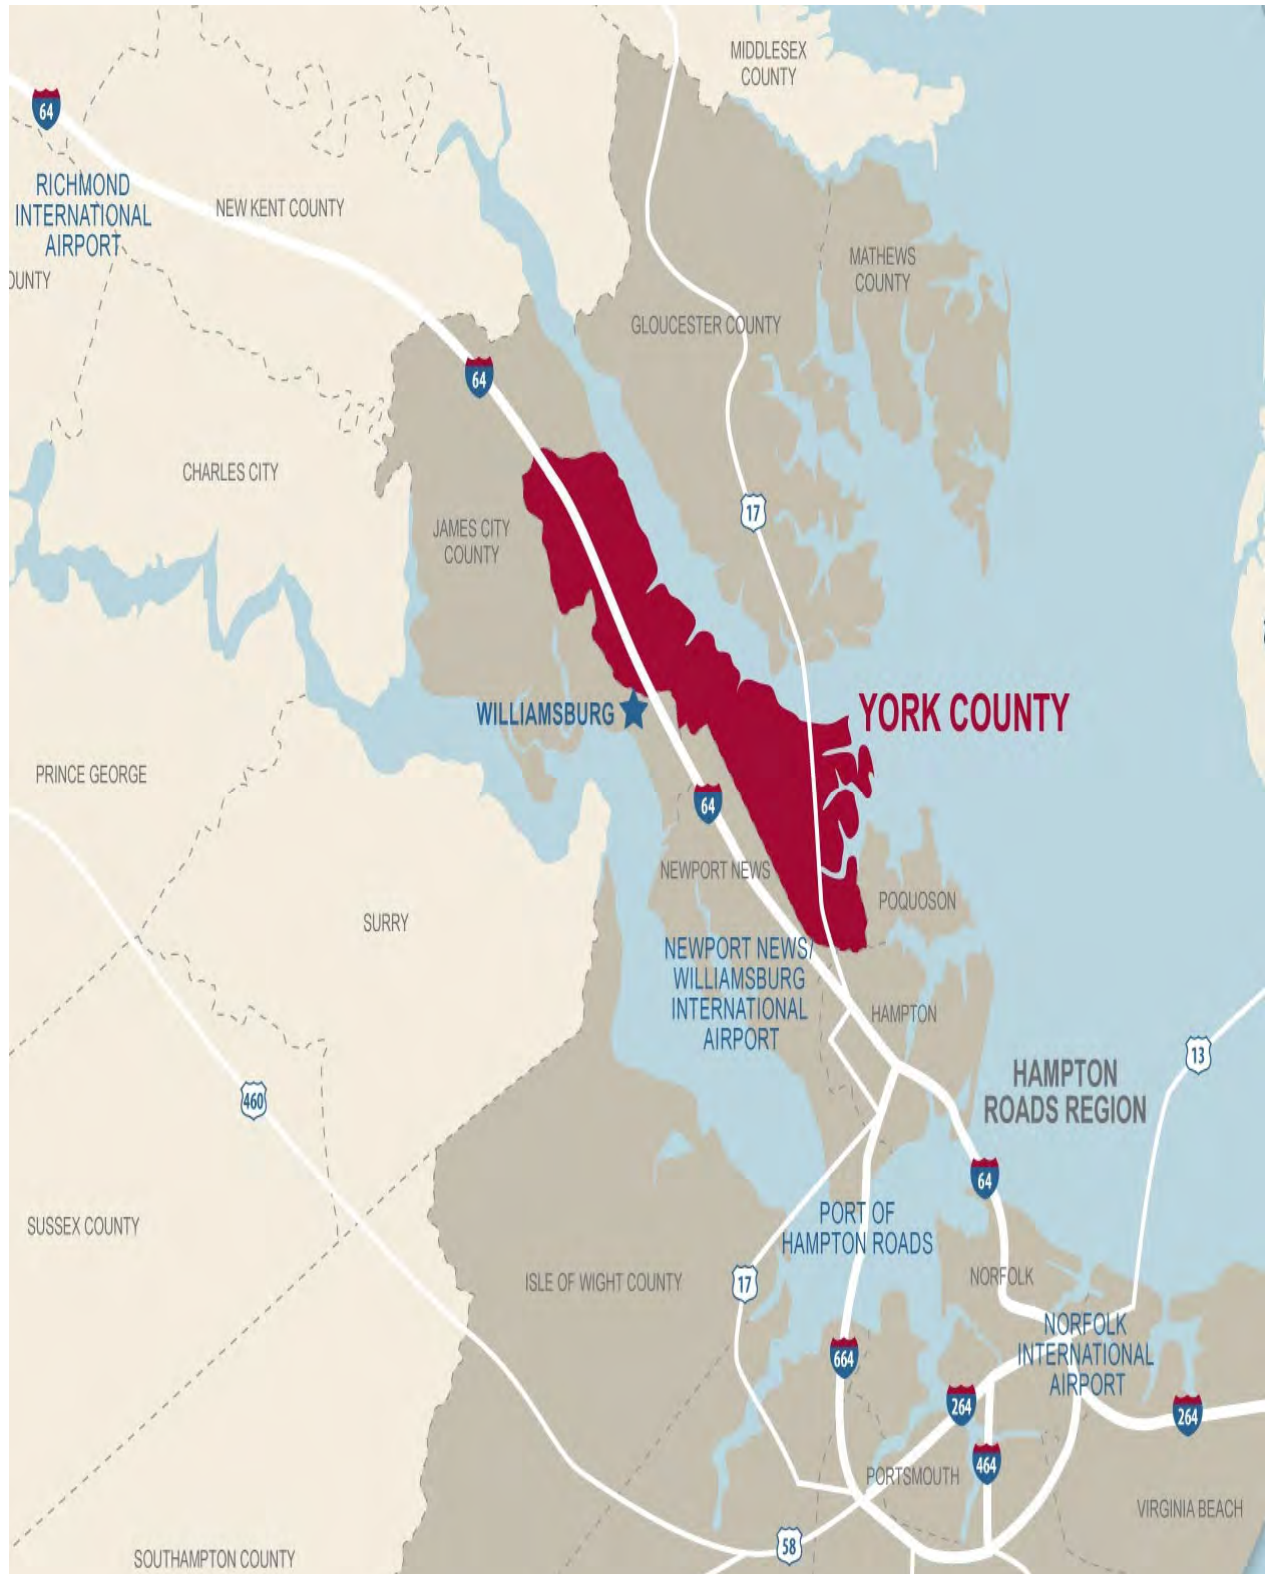 MIDDLESEX
COUNTY
64
RICHMOND
INTERNATIONAL
AIRPORT
NEW KENT COUNTY
MATHEWS
COUNTY
OUNTY
GLOUCESTER COUNTY
64
CHARLES CITY
17
JAMES CITY
COUNTY
WILLIAMSBURG
YORK COUNTY
PRINCE GEORGE
64
NEWPORT NEWS
POQUOSON
SURRY
NEWPORT NEWS/
WILLIAMSBURG
INTERNATIONAL
AIRPORT
HAMPTON
13
HAMPTON
ROADS REGION
460
64
SUSSEX COUNTY
PORT OF
HAMPTON ROADS
ISLE OF WIGHT COUNTY
17
NORFOLK
NORFOLK
INTERNATIONAL
AIRPORT
664
264
264
464
PORTSMOUTH
VIRGINIA BEACH
58
SOUTHAMPTON COUNTY